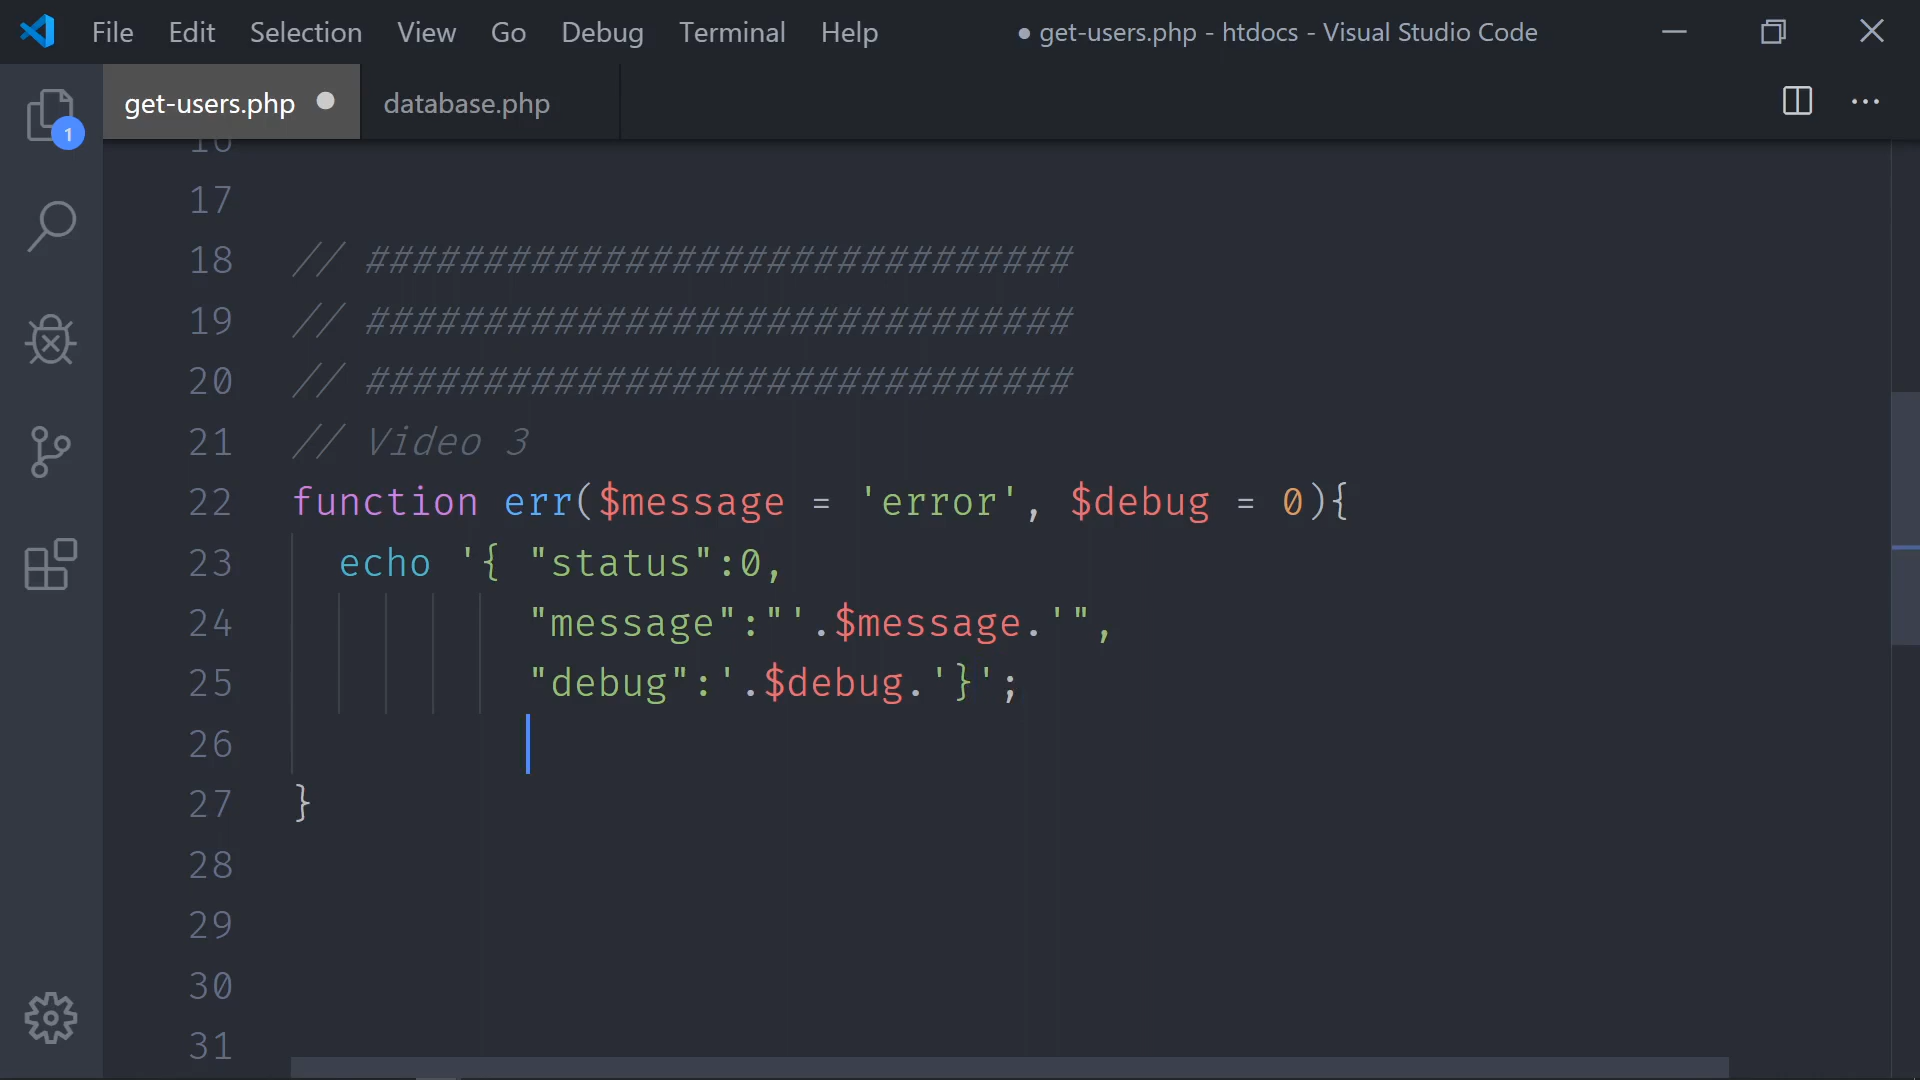 File Edit Selection View Go Debug Terminal Help ● get-users.php - htdocs - Visual Studio Code
get-users.php database.php
1
16
17
18 // ##############################
19 // ##############################
20 // ##############################
21 // Video 3
22 function err($message = 'error', $debug = 0){
23 echo '{ "status":0,
24 "message":"'.$message.'",
25 "debug":'.$debug.'}';
26
27 }
28
29
30
31